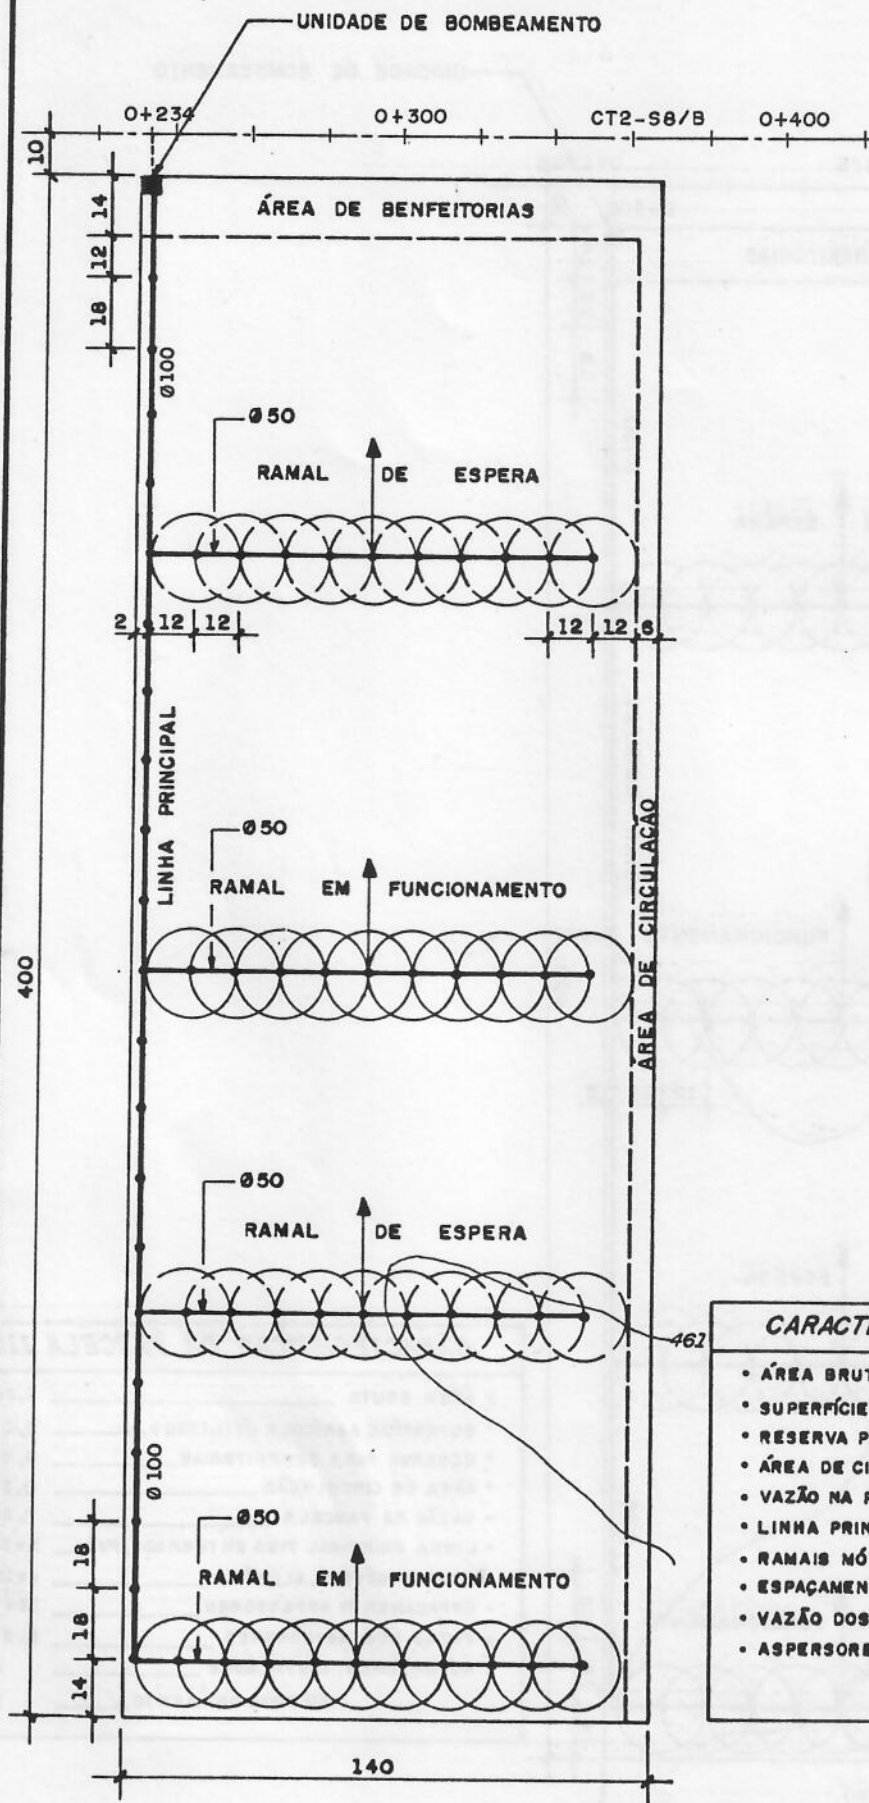 UNIDADE DE BOMBEAMENTO
0+234
0+300
CT2-S8/B
0+400
10
14
ÁREA DE BENFEITORIAS
12
18
Ø100
Ø50
RAMAL DE ESPERA
2
12
12
12
12
6
LINHA PRINCIPAL
Ø50
RAMAL EM FUNCIONAMENTO
ÁREA DE CIRCULAÇÃO
400
Ø50
RAMAL DE ESPERA
461
Ø100
Ø50
18
RAMAL EM FUNCIONAMENTO
18
14
140
CARACTE
• ÁREA BRUT
• SUPERFÍCIE
• RESERVA P
• ÁREA DE CI
• VAZÃO NA P
• LINHA PRIN
• RAMAIS MÓ
• ESPAÇAMEN
• VAZÃO DOS
• ASPERSORE